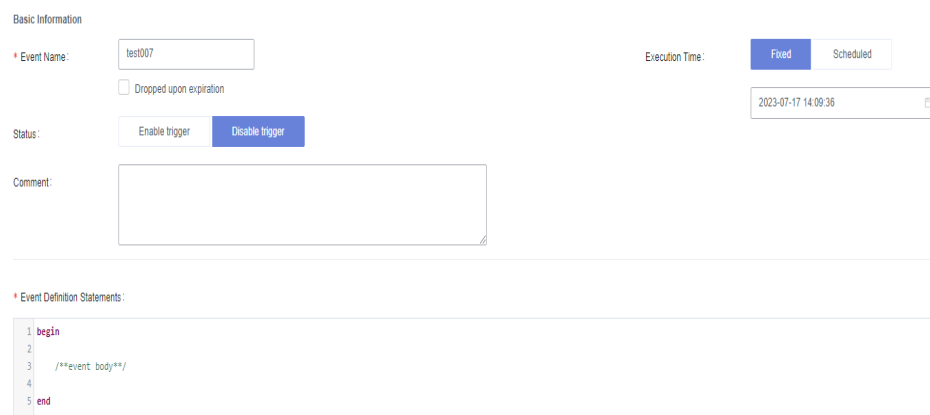 Basic Information
* Event Name:
test007
Execution Time:
Fixed
Scheduled
Dropped upon expiration
2023-07-17 14:09:36
Status:
Enable trigger
Disable trigger
Comment:
* Event Definition Statements:
1 begin
2
3 /**event body**/
4
5 end